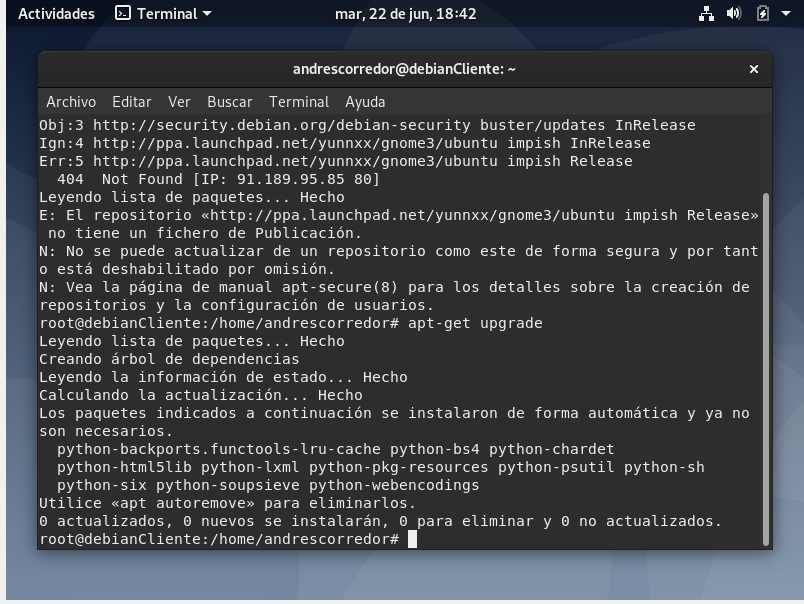 Actividades Terminal mar, 22 de jun, 18:42
andrescorredor@debianCliente: ~ ×
Archivo Editar Ver Buscar Terminal Ayuda
Obj:3 http://security.debian.org/debian-security buster/updates InRelease
Ign:4 http://ppa.launchpad.net/yunnxx/gnome3/ubuntu impish InRelease
Err:5 http://ppa.launchpad.net/yunnxx/gnome3/ubuntu impish Release
  404  Not Found [IP: 91.189.95.85 80]
Leyendo lista de paquetes... Hecho
E: El repositorio «http://ppa.launchpad.net/yunnxx/gnome3/ubuntu impish Release»
 no tiene un fichero de Publicación.
N: No se puede actualizar de un repositorio como este de forma segura y por tant
o está deshabilitado por omisión.
N: Vea la página de manual apt-secure(8) para los detalles sobre la creación de
repositorios y la configuración de usuarios.
root@debianCliente:/home/andrescorredor# apt-get upgrade
Leyendo lista de paquetes... Hecho
Creando árbol de dependencias
Leyendo la información de estado... Hecho
Calculando la actualización... Hecho
Los paquetes indicados a continuación se instalaron de forma automática y ya no
son necesarios.
  python-backports.functools-lru-cache python-bs4 python-chardet
  python-html5lib python-lxml python-pkg-resources python-psutil python-sh
  python-six python-soupsieve python-webencodings
Utilice «apt autoremove» para eliminarlos.
0 actualizados, 0 nuevos se instalarán, 0 para eliminar y 0 no actualizados.
root@debianCliente:/home/andrescorredor#